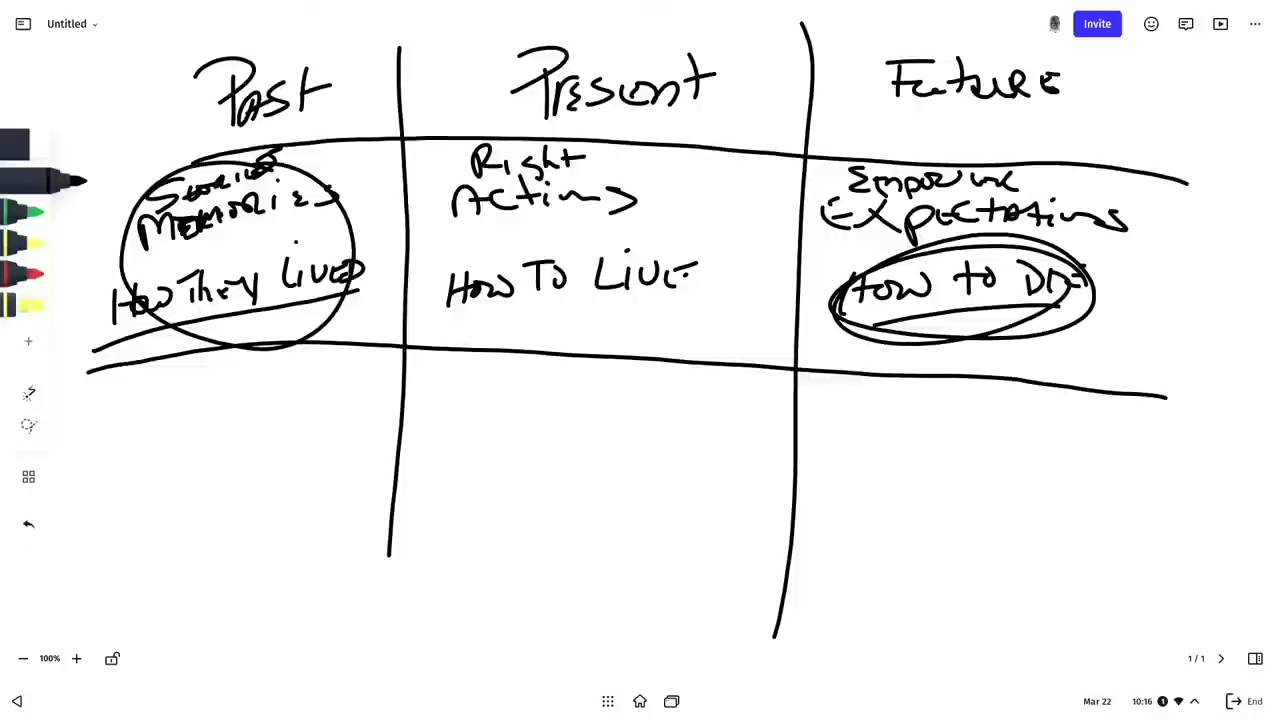 Untitled
Invite
Past
Present
Future
Stories
Memories
How They Lived
Right
Actions
How To Live
Expectations
How to Die
100%
1 / 1
Mar 22
10:16
1
End